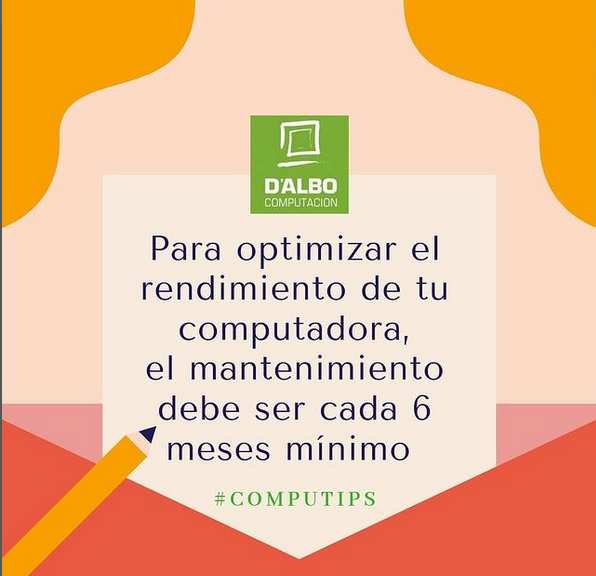 D'ALBO
COMPUTACION
Para optimizar el
rendimiento de tu
computadora,
el mantenimiento
debe ser cada 6
meses mínimo
#COMPUTIPS